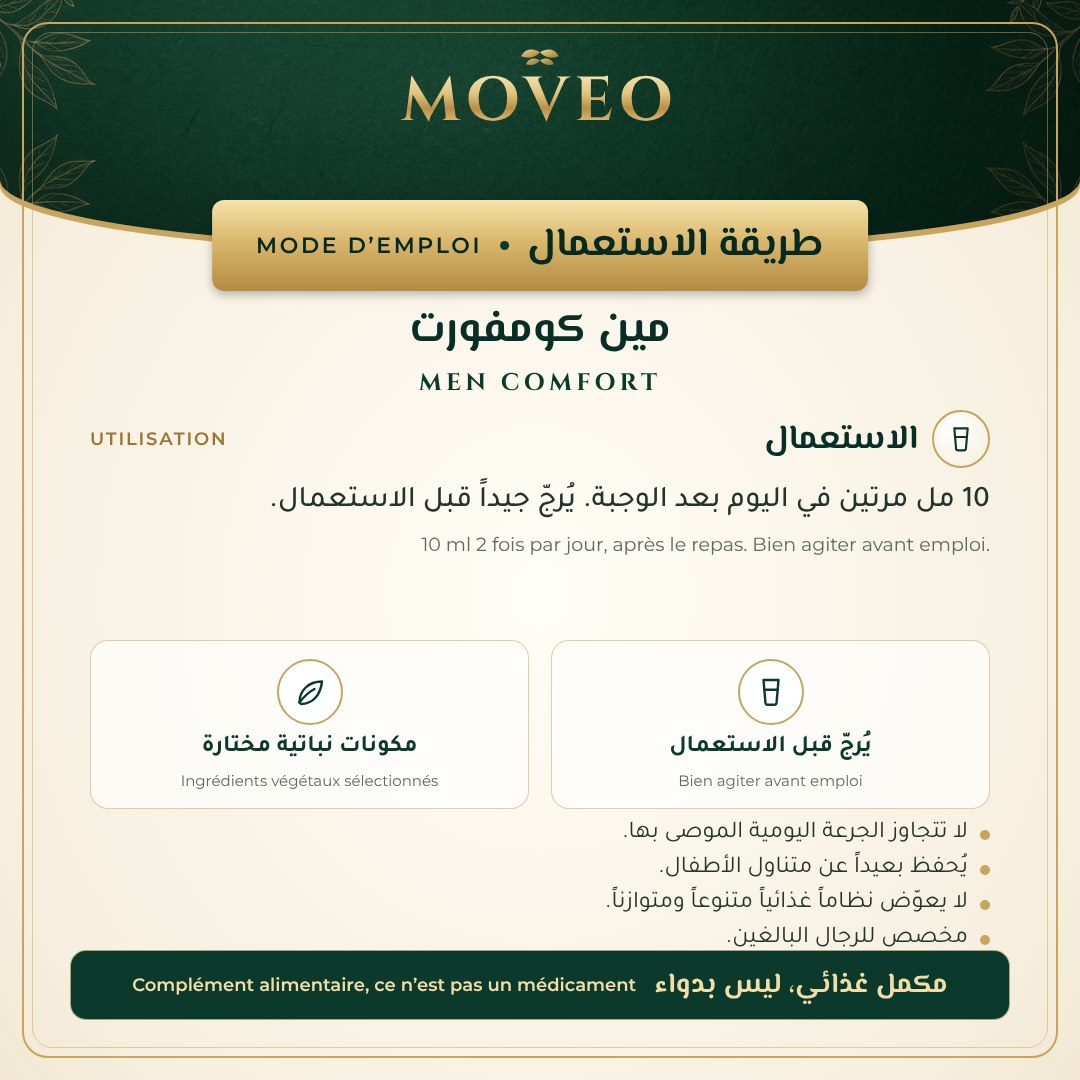 MOVEO
طريقة الاستعمال • MODE D’EMPLOI
مين كومفورت
MEN COMFORT
الاستعمال
UTILISATION
10 مل مرتين في اليوم بعد الوجبة. يُرجّ جيداً قبل الاستعمال.
10 ml 2 fois par jour, après le repas. Bien agiter avant emploi.
يُرجّ قبل الاستعمال
Bien agiter avant emploi
مكونات نباتية مختارة
Ingrédients végétaux sélectionnés
لا تتجاوز الجرعة اليومية الموصى بها.
يُحفظ بعيداً عن متناول الأطفال.
لا يعوّض نظاماً غذائياً متنوعاً ومتوازناً.
مخصص للرجال البالغين.
مكمل غذائي، ليس بدواء Complément alimentaire, ce n’est pas un médicament